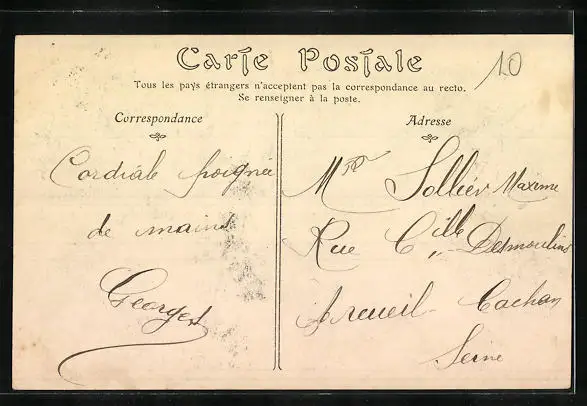 Carte Postale
10
Tous les pays étrangers n'acceptent pas la correspondance au recto.
Se renseigner à la poste.
Correspondance
Cordiale poignée
de mains
Georges
Adresse
Mr Sollier Maxime
Rue Cille Desmoulins
Arcueil Cachan
Seine